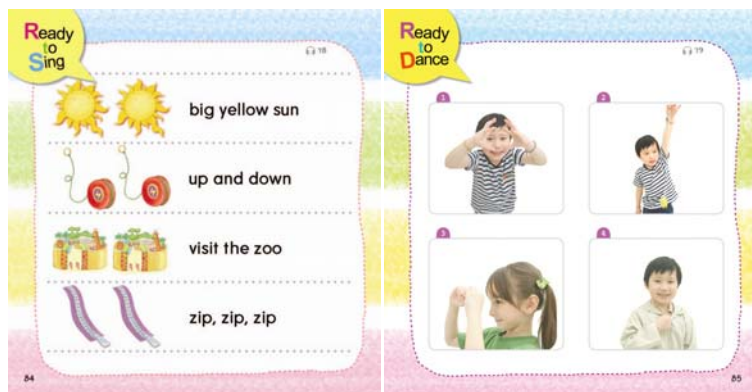 Ready
to
Sing
18
big yellow sun
up and down
visit the zoo
zip, zip, zip
84
Ready
to
Dance
19
1
2
3
4
85